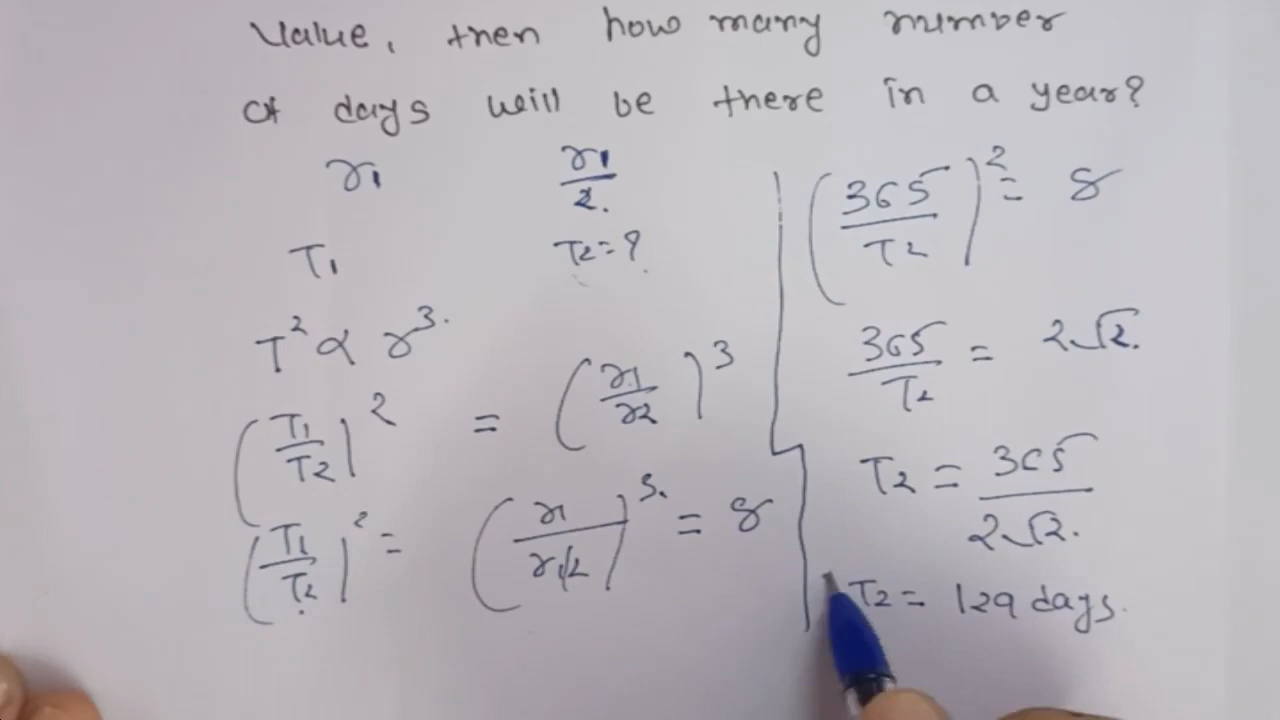 value, then how many number
of days will be there in a year?
r1 r1/2.
T1 T2=?
T² ∝ r³.
(T1/T2)² = (r1/r2)³
(T1/T2)² = (r1/r1/2)³. = 8
(365/T2)² = 8
365/T2 = 2√2.
T2 = 365/2√2.
T2 = 129 days.